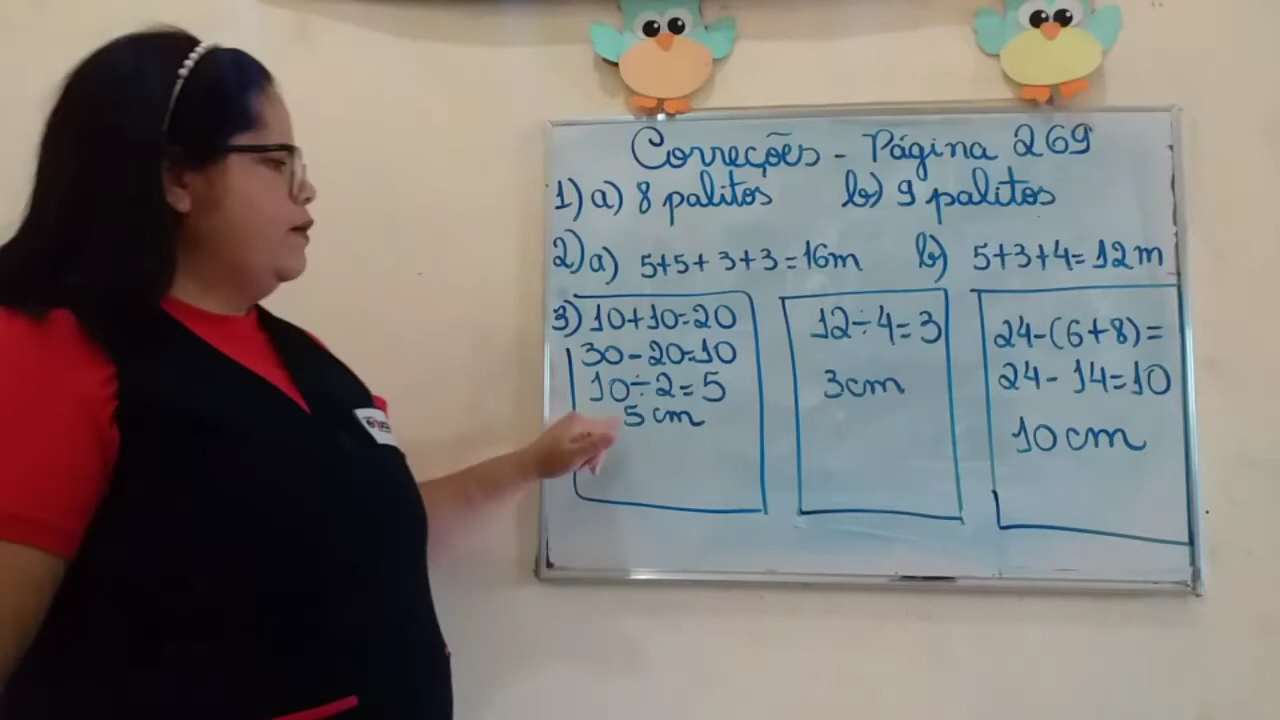 Correções - Página 269
1) a) 8 palitos b) 9 palitos
2) a) 5+5+3+3=16m b) 5+3+4=12m
3) 10+10=20
30-20=10
10÷2=5
5cm
12÷4=3
3cm
24-(6+8)=
24-14=10
10cm